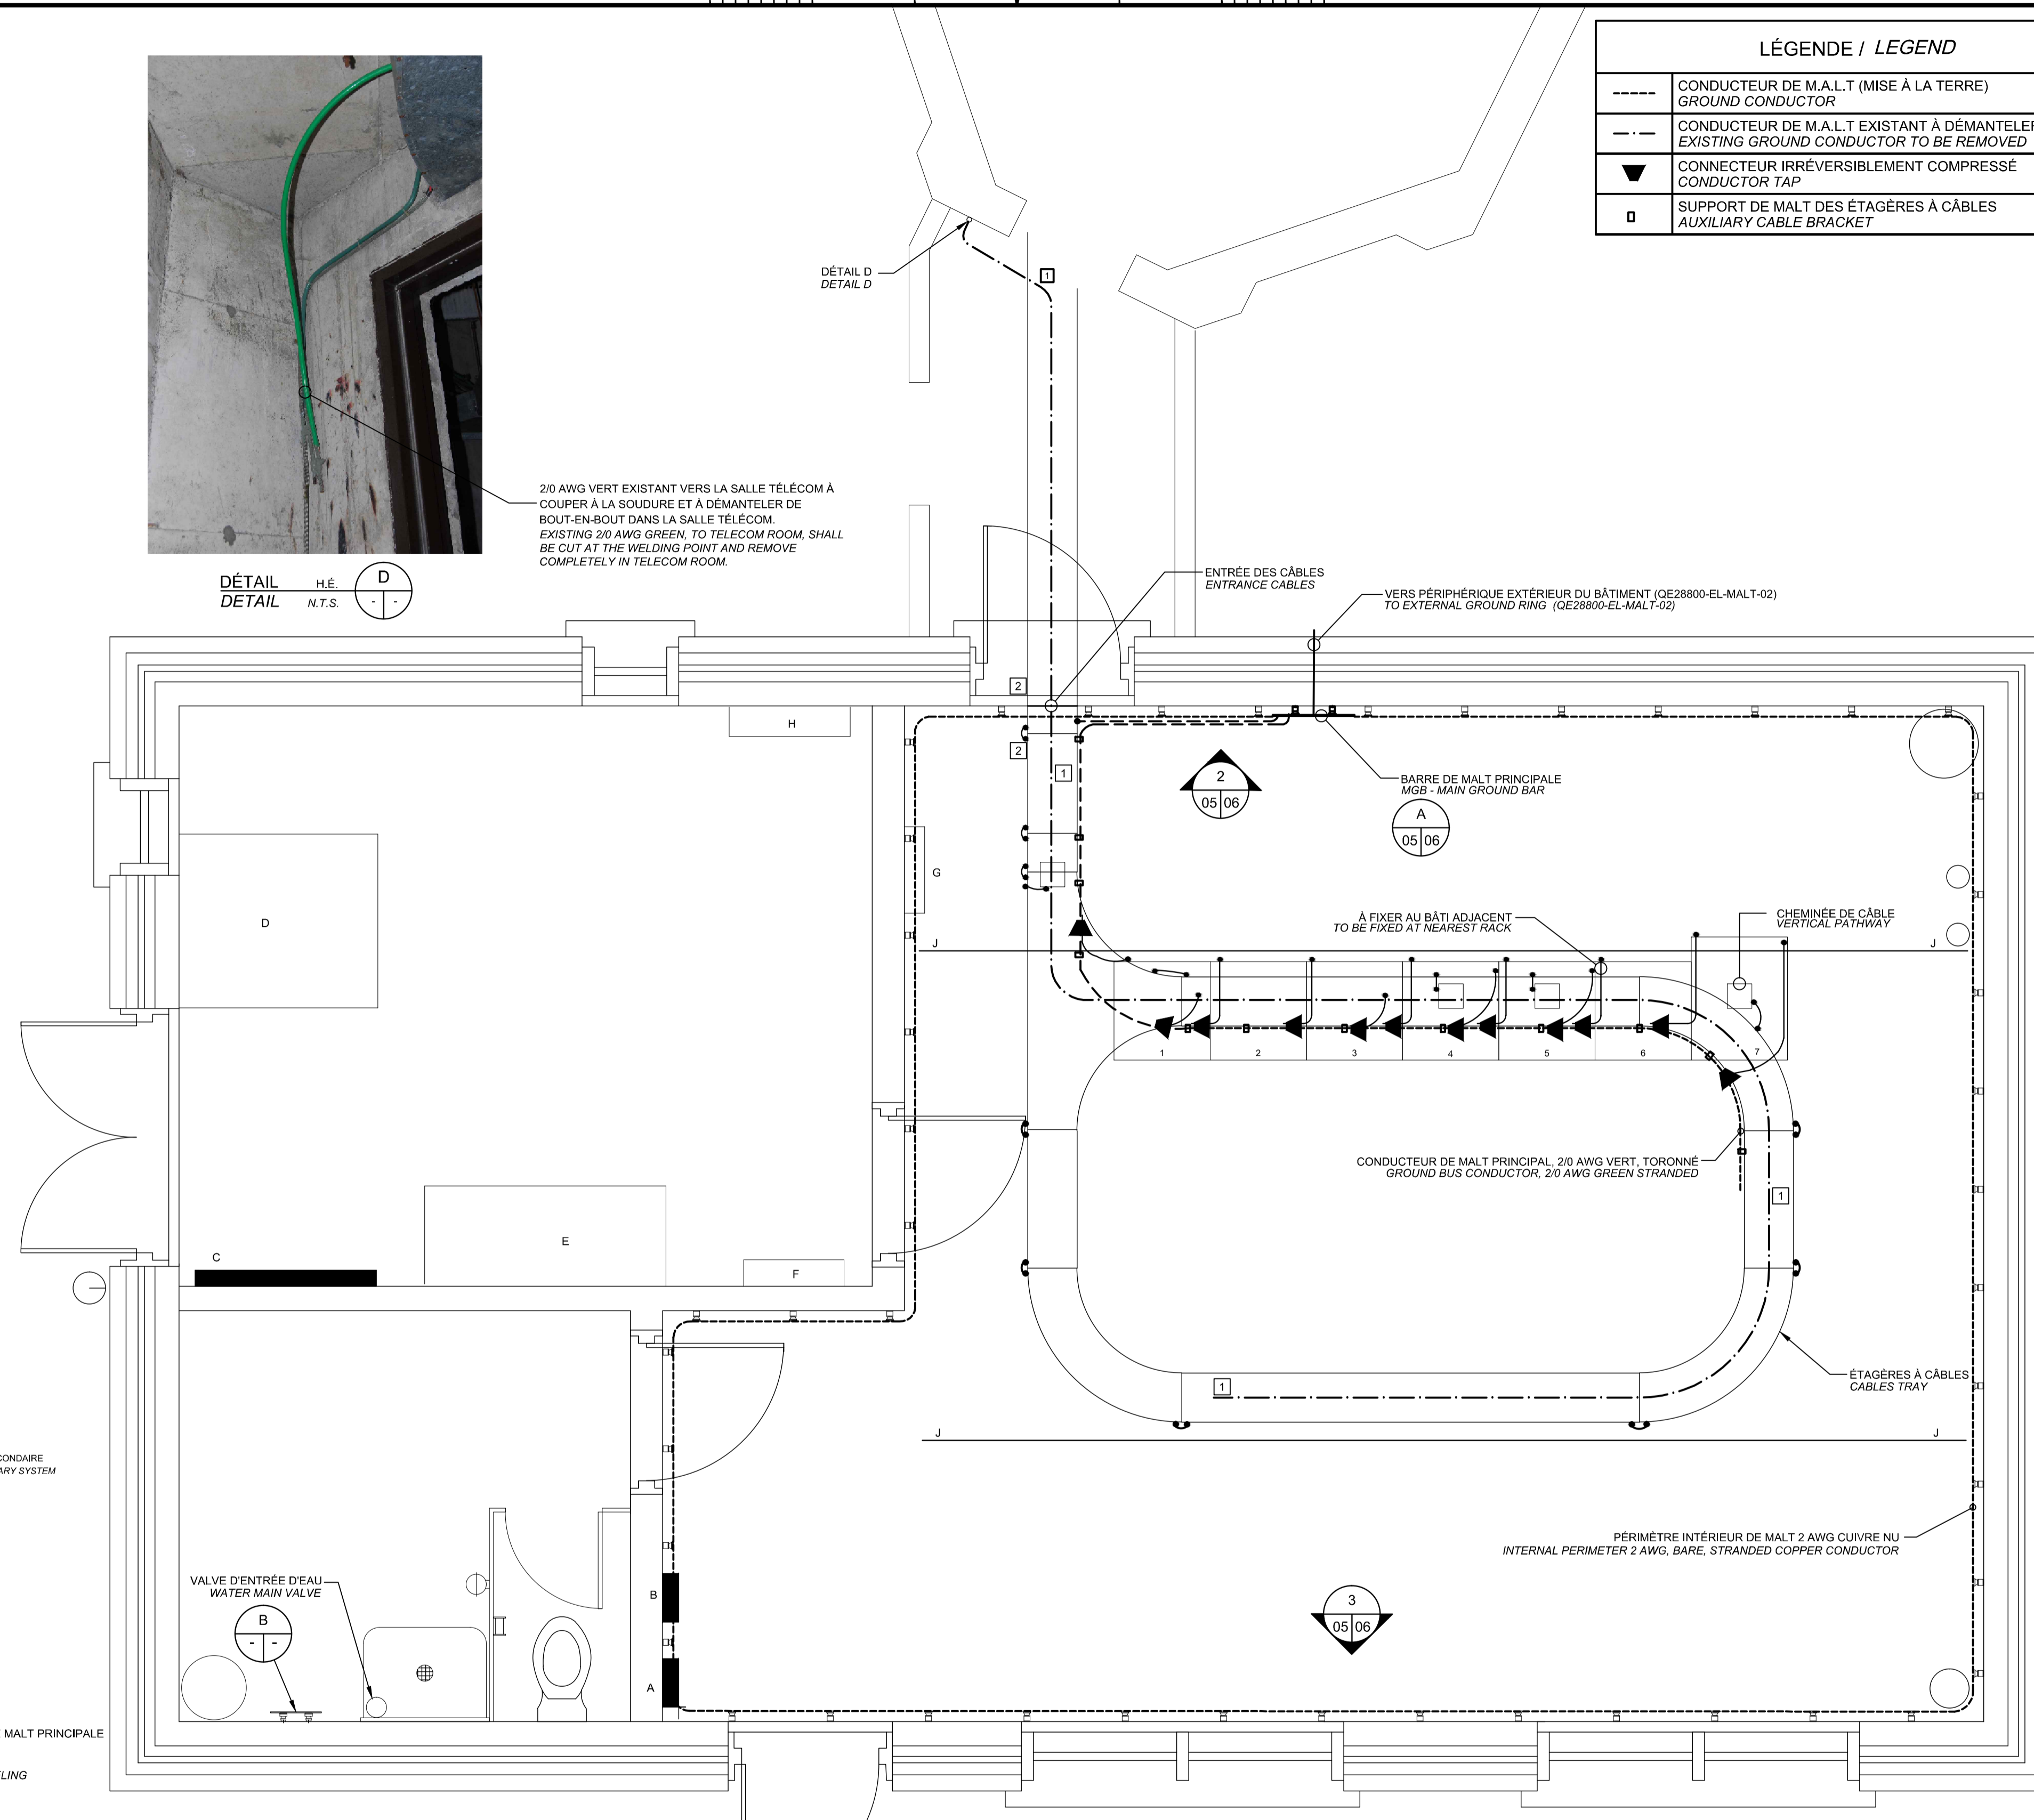 LÉGENDE / LEGEND
CONDUCTEUR DE M.A.L.T (MISE À LA TERRE)
GROUND CONDUCTOR
CONDUCTEUR DE M.A.L.T EXISTANT À DÉMANTELER
EXISTING GROUND CONDUCTOR TO BE REMOVED
CONNECTEUR IRRÉVERSIBLEMENT COMPRESSÉ
CONDUCTOR TAP
SUPPORT DE MALT DES ÉTAGÈRES À CÂBLES
AUXILIARY CABLE BRACKET
DÉTAIL D
DETAIL D
1
2/0 AWG VERT EXISTANT VERS LA SALLE TÉLÉCOM À
COUPER À LA SOUDURE ET À DÉMANTELER DE
BOUT-EN-BOUT DANS LA SALLE TÉLÉCOM.
EXISTING 2/0 AWG GREEN, TO TELECOM ROOM, SHALL
BE CUT AT THE WELDING POINT AND REMOVE
COMPLETELY IN TELECOM ROOM.
DÉTAIL H.É.
DETAIL N.T.S.
D
- -
ENTRÉE DES CÂBLES
ENTRANCE CABLES
VERS PÉRIPHÉRIQUE EXTÉRIEUR DU BÂTIMENT (QE28800-EL-MALT-02)
TO EXTERNAL GROUND RING (QE28800-EL-MALT-02)
2
H
2
1
2
05 06
BARRE DE MALT PRINCIPALE
MGB - MAIN GROUND BAR
A
05 06
G
D
À FIXER AU BÂTI ADJACENT
TO BE FIXED AT NEAREST RACK
CHEMINÉE DE CÂBLE
VERTICAL PATHWAY
J
J
1
2
3
4
5
6
7
CONDUCTEUR DE MALT PRINCIPAL, 2/0 AWG VERT, TORONNÉ
GROUND BUS CONDUCTOR, 2/0 AWG GREEN STRANDED
1
C
E
F
1
ÉTAGÈRES À CÂBLES
CABLES TRAY
J
J
CONDAIRE
ARY SYSTEM
PÉRIMÈTRE INTÉRIEUR DE MALT 2 AWG CUIVRE NU
INTERNAL PERIMETER 2 AWG, BARE, STRANDED COPPER CONDUCTOR
VALVE D'ENTRÉE D'EAU
WATER MAIN VALVE
B
- -
B
3
05 06
A
MALT PRINCIPALE
LING